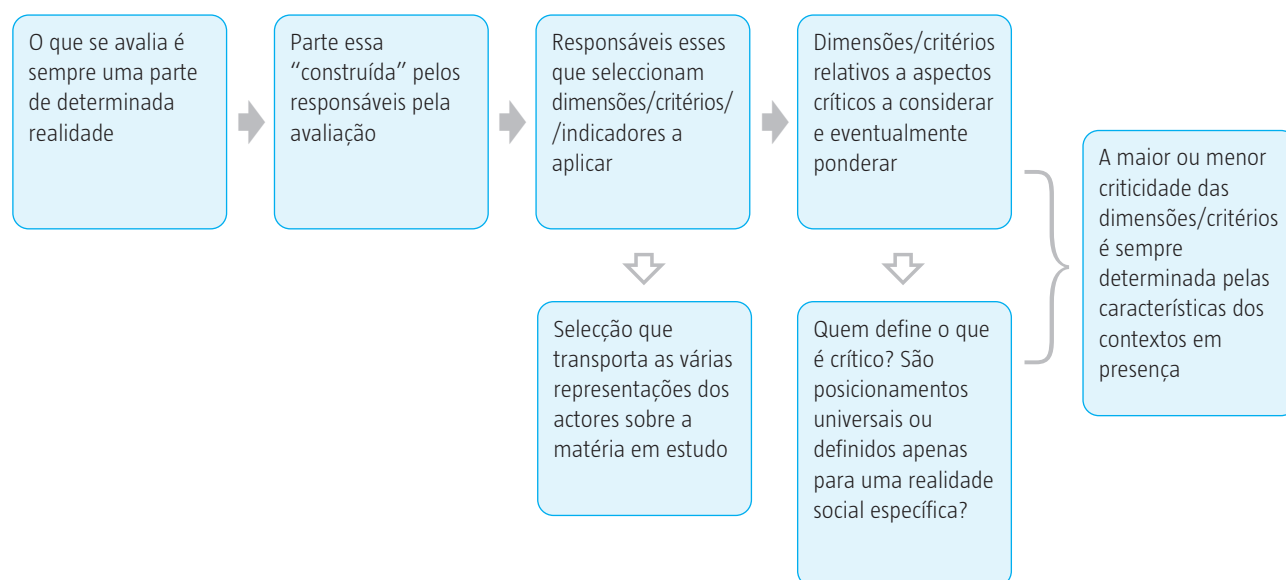 O que se avalia é
sempre uma parte
de determinada
realidade
Parte essa
“construída” pelos
responsáveis pela
avaliação
Responsáveis esses
que seleccionam
dimensões/critérios/
/indicadores a
aplicar
Dimensões/critérios
relativos a aspectos
críticos a considerar
e eventualmente
ponderar
A maior ou menor
criticidade das
dimensões/critérios
é sempre
determinada pelas
características dos
contextos em
presença
Selecção que
transporta as várias
representações dos
actores sobre a
matéria em estudo
Quem define o que
é crítico? São
posicionamentos
universais ou
definidos apenas
para uma realidade
social específica?